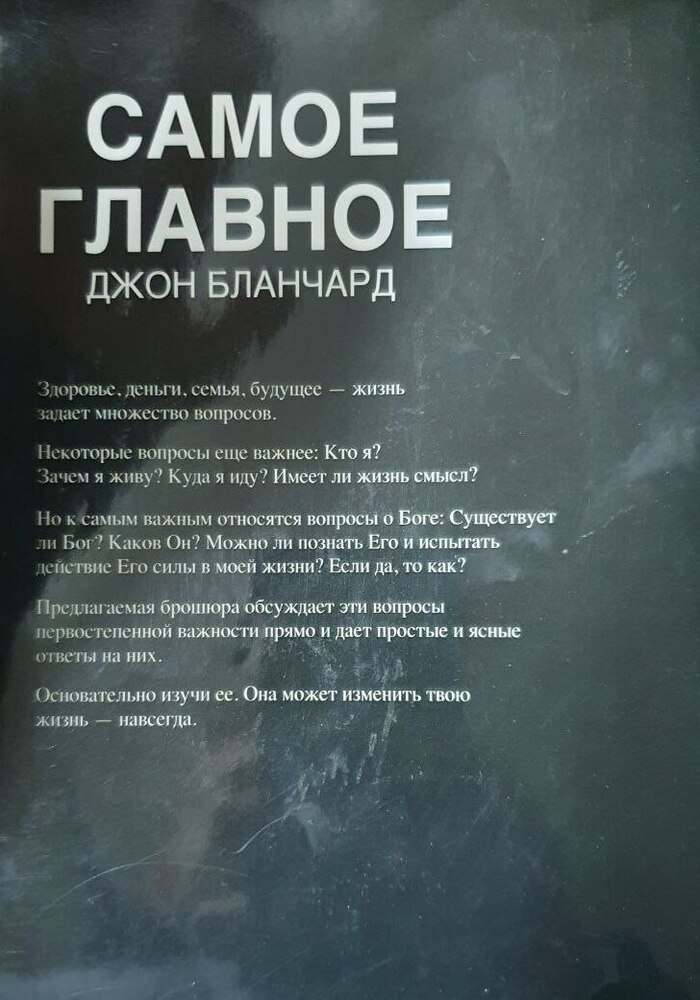 САМОЕ
ГЛАВНОЕ
ДЖОН БЛАНЧАРД
Здоровье, деньги, семья, будущее — жизнь
задает множество вопросов.
Некоторые вопросы еще важнее: Кто я?
Зачем я живу? Куда я иду? Имеет ли жизнь смысл?
Но к самым важным относятся вопросы о Боге: Существует
ли Бог? Каков Он? Можно ли познать Его и испытать
действие Его силы в моей жизни? Если да, то как?
Предлагаемая брошюра обсуждает эти вопросы
первостепенной важности прямо и дает простые и ясные
ответы на них.
Основательно изучи ее. Она может изменить твою
жизнь — навсегда.